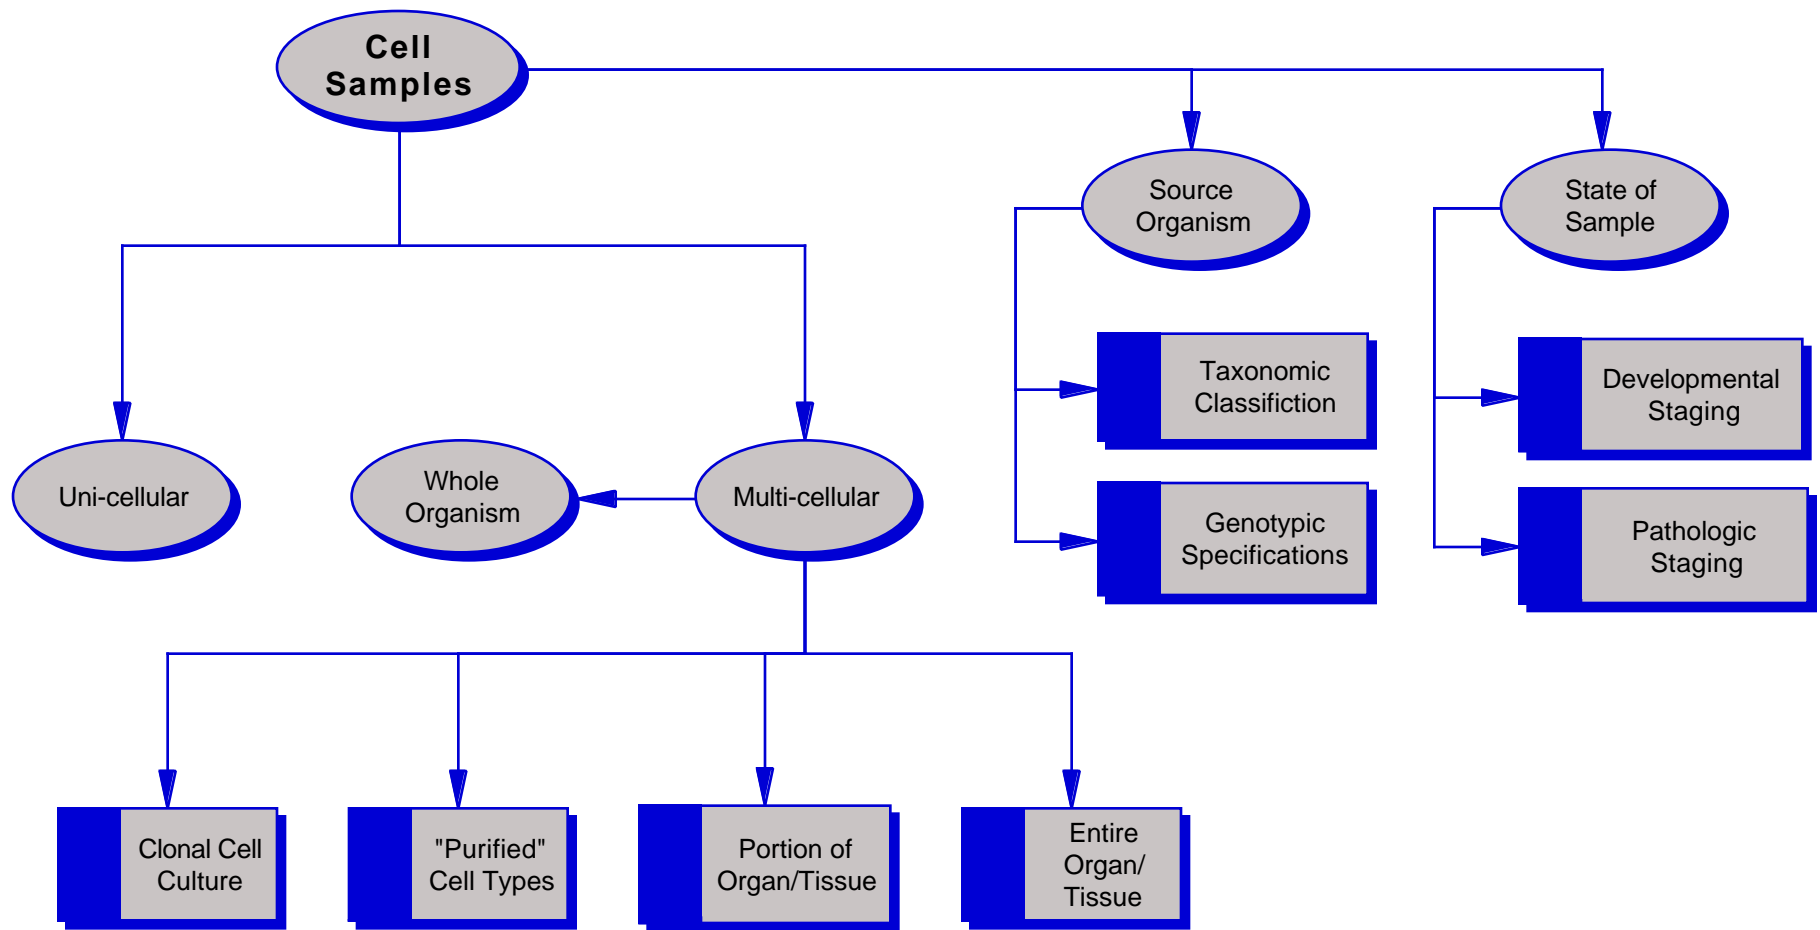 Cell
Samples
Source
Organism
State of
Sample
Taxonomic
Classifiction
Developmental
Staging
Uni-cellular
Whole
Organism
Multi-cellular
Genotypic
Specifications
Pathologic
Staging
Clonal Cell
Culture
"Purified"
Cell Types
Portion of
Organ/Tissue
Entire
Organ/
Tissue